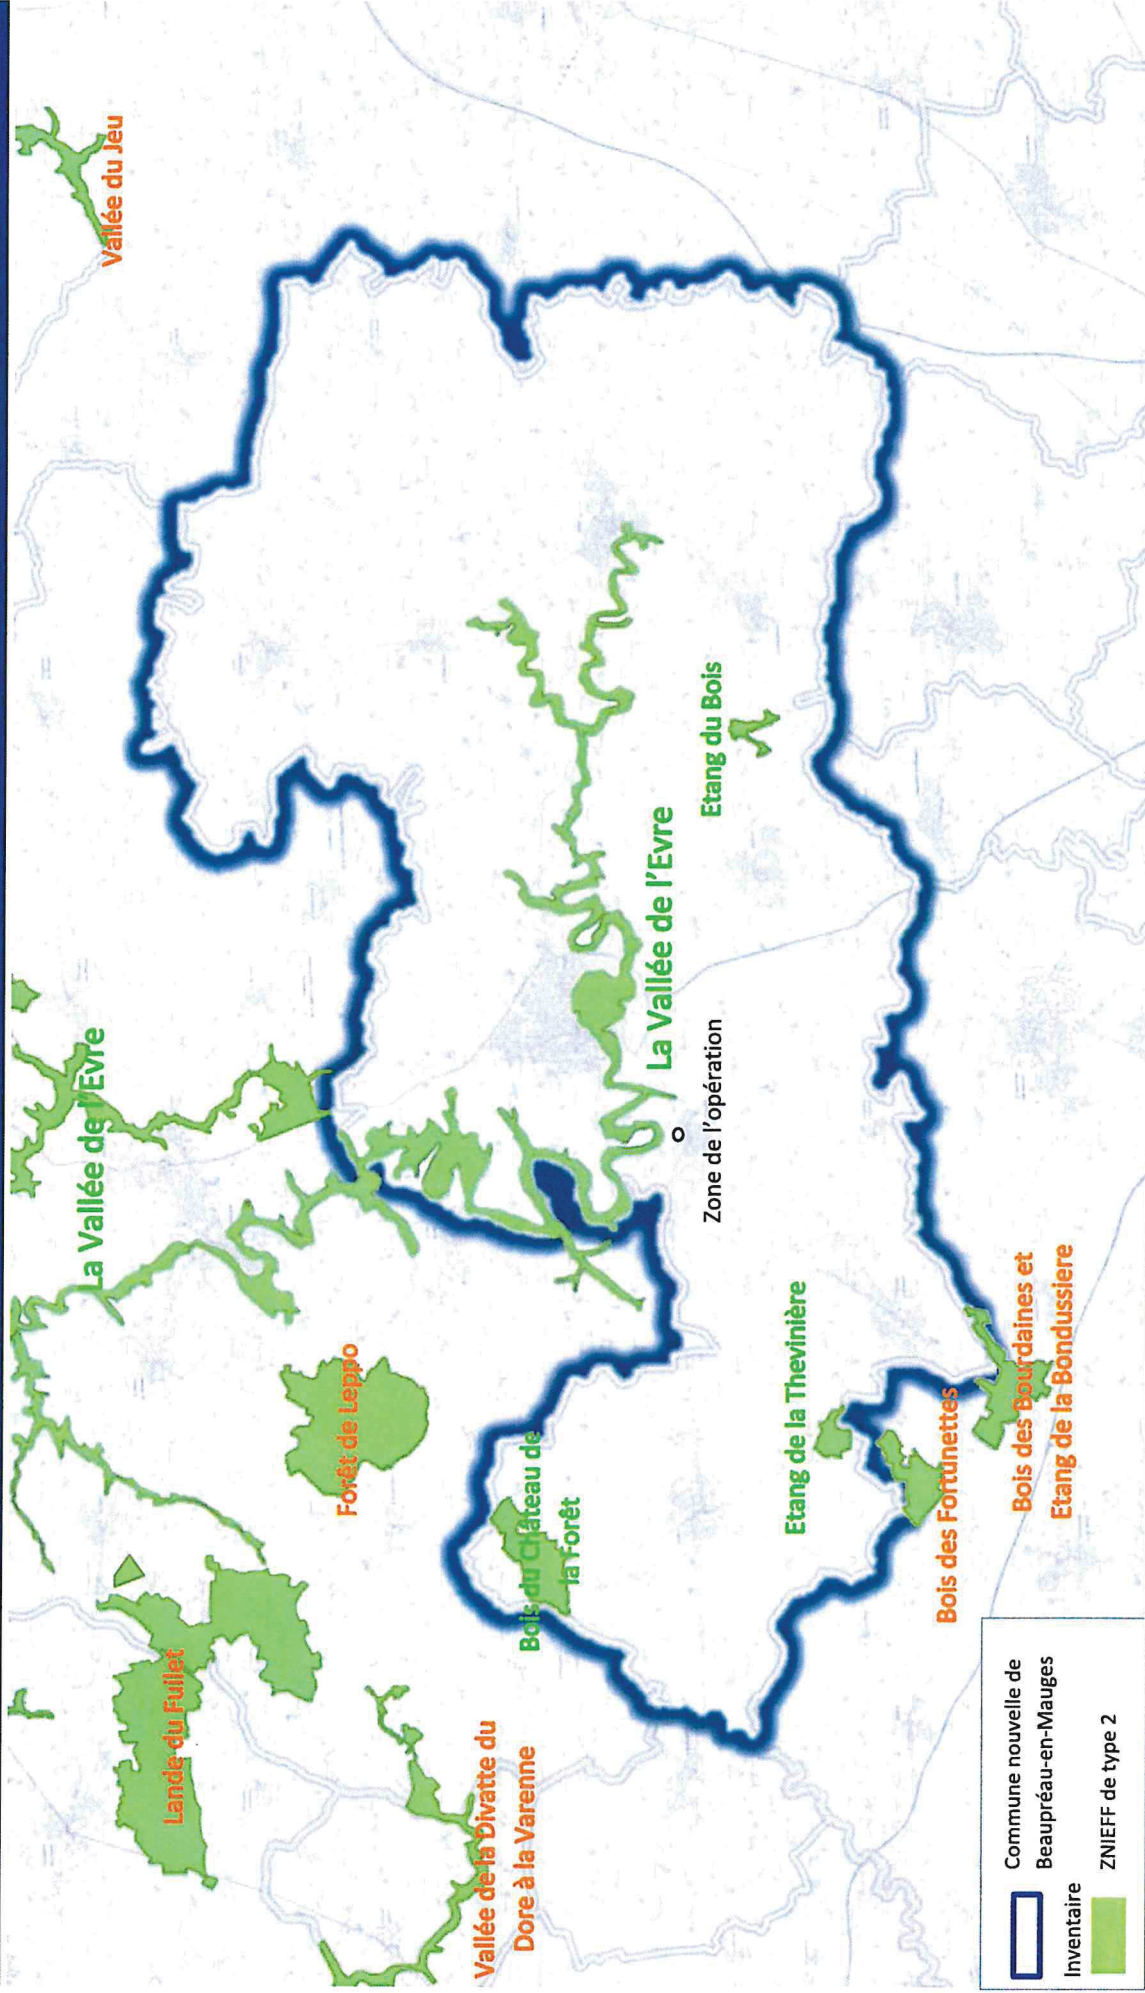 Vallée du Jeu
La Vallée de l'Evre
Forêt de Leppo
Lande du Fuilet
Vallée de la Divatte du
Dore à la Varenne
Bois du Château de
la Forêt
La Vallée de l'Evre
Etang du Bois
Zone de l'opération
Etang de la Thevinière
Bois des Fortunettes
Bois des Bourdaines et
Etang de la Bondussiere
Commune nouvelle de
Beaupréau-en-Mauges
Inventaire
ZNIEFF de type 2